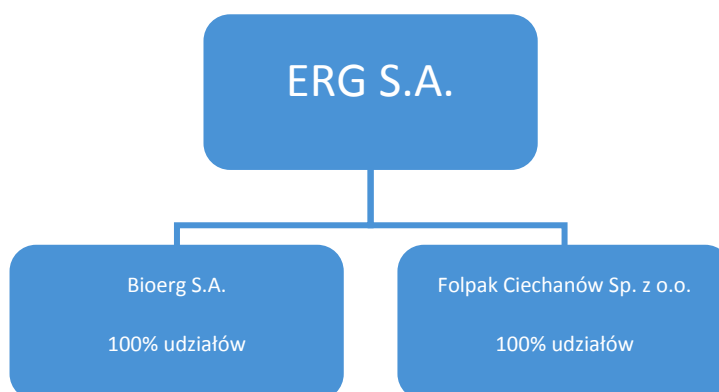 ERG S.A.
Bioerg S.A.
100% udziałów
Folpak Ciechanów Sp. z o.o.
100% udziałów